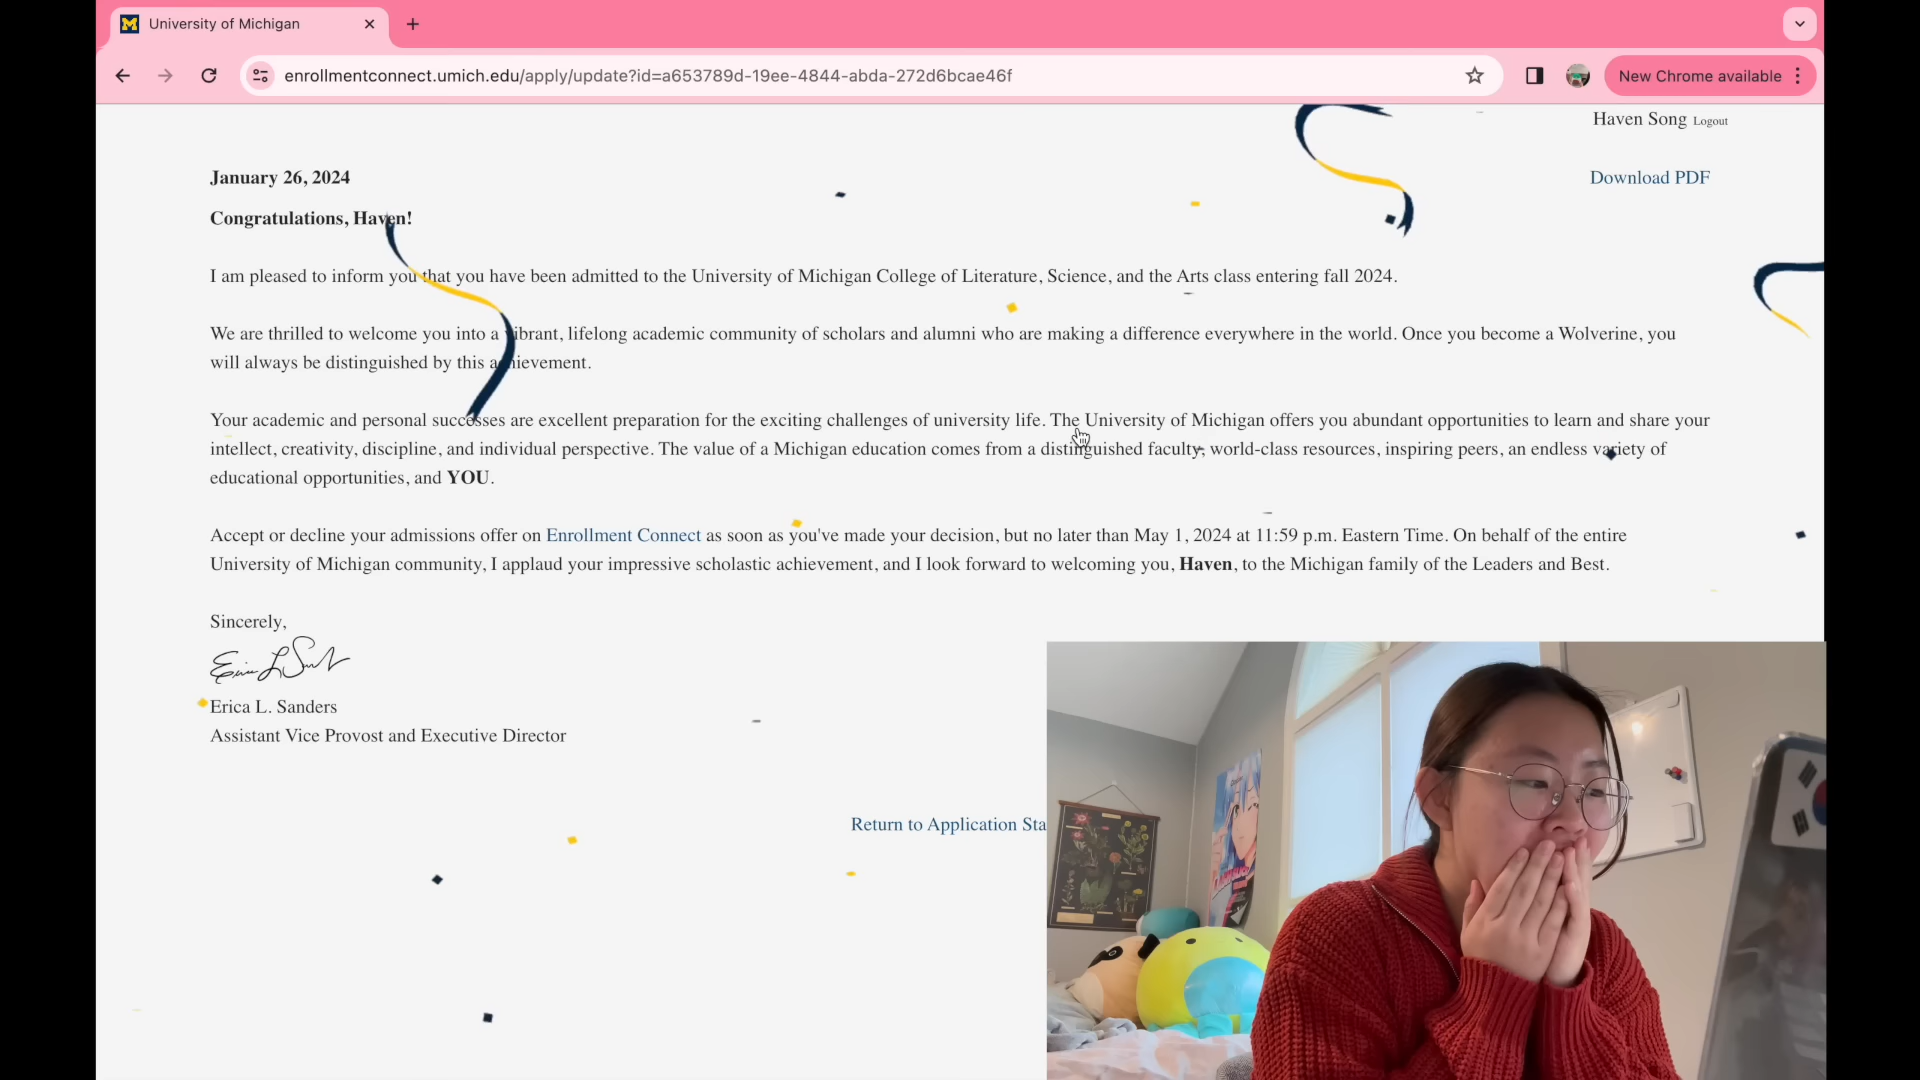 University of Michigan
enrollmentconnect.umich.edu/apply/update?id=a653789d-19ee-4844-abda-272d6bcae46f
New Chrome available
Haven Song Logout
January 26, 2024
Download PDF
Congratulations, Haven!
I am pleased to inform you that you have been admitted to the University of Michigan College of Literature, Science, and the Arts class entering fall 2024.
We are thrilled to welcome you into a vibrant, lifelong academic community of scholars and alumni who are making a difference everywhere in the world. Once you become a Wolverine, you
will always be distinguished by this achievement.
Your academic and personal successes are excellent preparation for the exciting challenges of university life. The University of Michigan offers you abundant opportunities to learn and share your
intellect, creativity, discipline, and individual perspective. The value of a Michigan education comes from a distinguished faculty, world-class resources, inspiring peers, an endless variety of
educational opportunities, and YOU.
Accept or decline your admissions offer on Enrollment Connect as soon as you've made your decision, but no later than May 1, 2024 at 11:59 p.m. Eastern Time. On behalf of the entire
University of Michigan community, I applaud your impressive scholastic achievement, and I look forward to welcoming you, Haven, to the Michigan family of the Leaders and Best.
Sincerely,
Erica L. Sanders
Assistant Vice Provost and Executive Director
Return to Application Sta